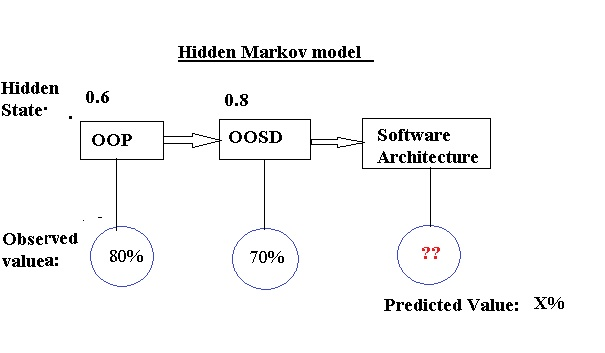 Hidden Markov model
Hidden
State·
0.6
0.8
OOP
OOSD
Software
Architecture
Observed
valuea:
80%
70%
??
Predicted Value: X%